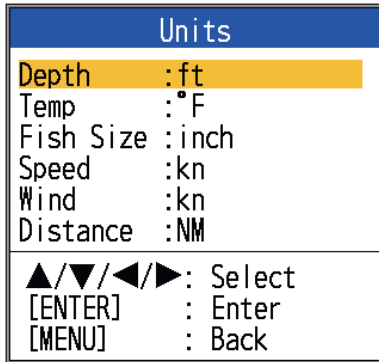 Units
Depth :ft
Temp :°F
Fish Size :inch
Speed :kn
Wind :kn
Distance :NM
▲/▼/◀/▶: Select
[ENTER] : Enter
[MENU] : Back